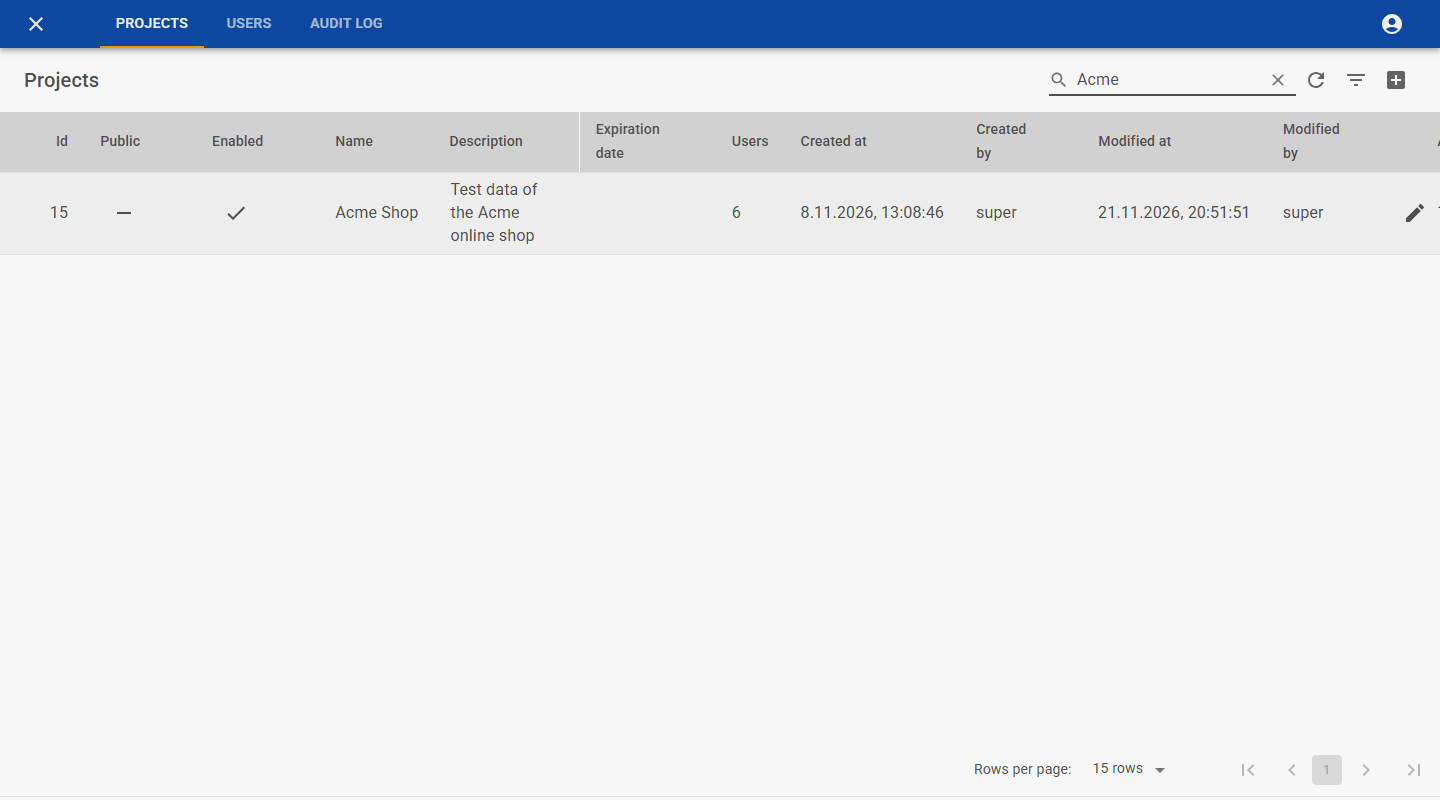 PROJECTS USERS AUDIT LOG
Projects Acme
Id Public Enabled Name Description Expiration date Users Created at Created by Modified at Modified by
15 Acme Shop Test data of the Acme online shop 6 8.11.2026, 13:08:46 super 21.11.2026, 20:51:51 super
Rows per page: 15 rows 1